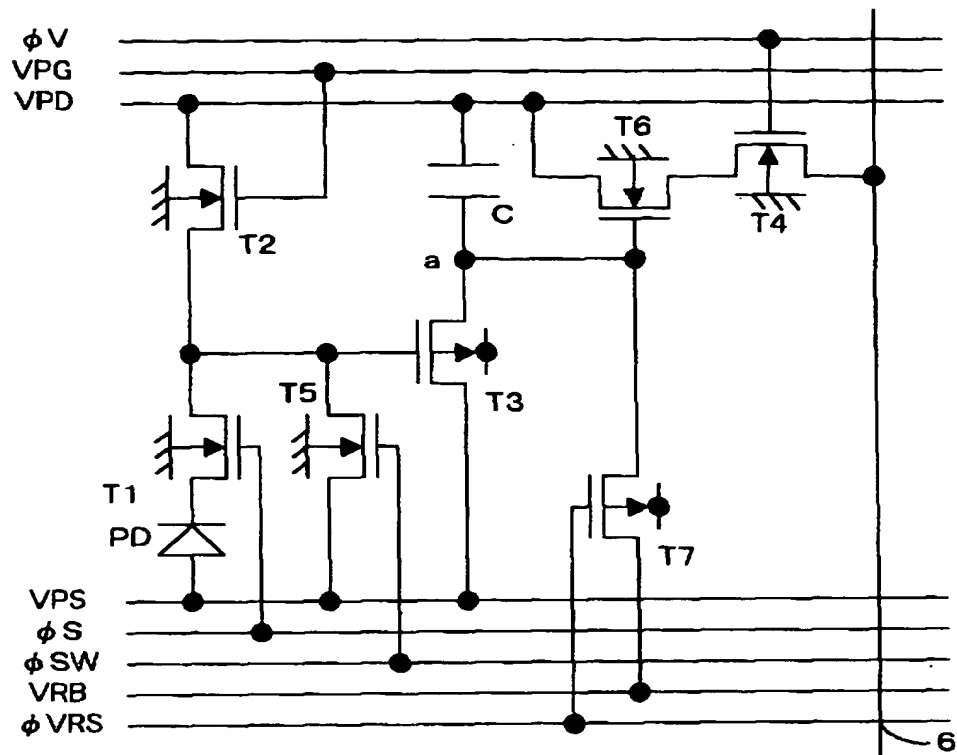 φV
VPG
VPD
T6
T4
C
T2
a
T5
T3
T1
PD
T7
VPS
φS
φSW
VRB
φVRS
6